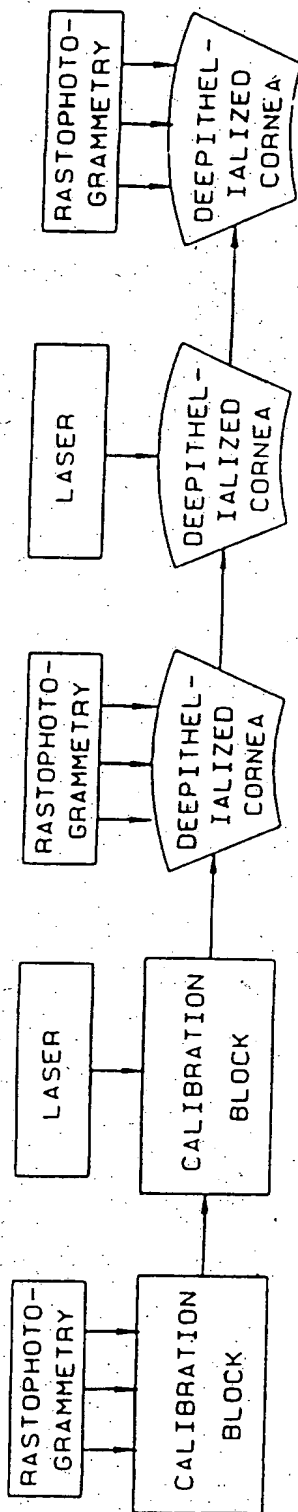 RASTOPHOTO-
GRAMMETRY
CALIBRATION
BLOCK
LASER
CALIBRATION
BLOCK
RASTOPHOTO-
GRAMMETRY
DEEPITHEL-
IALIZED
CORNEA
LASER
DEEPITHEL-
IALIZED
CORNEA
RASTOPHOTO-
GRAMMETRY
DEEPITHEL-
IALIZED
CORNEA